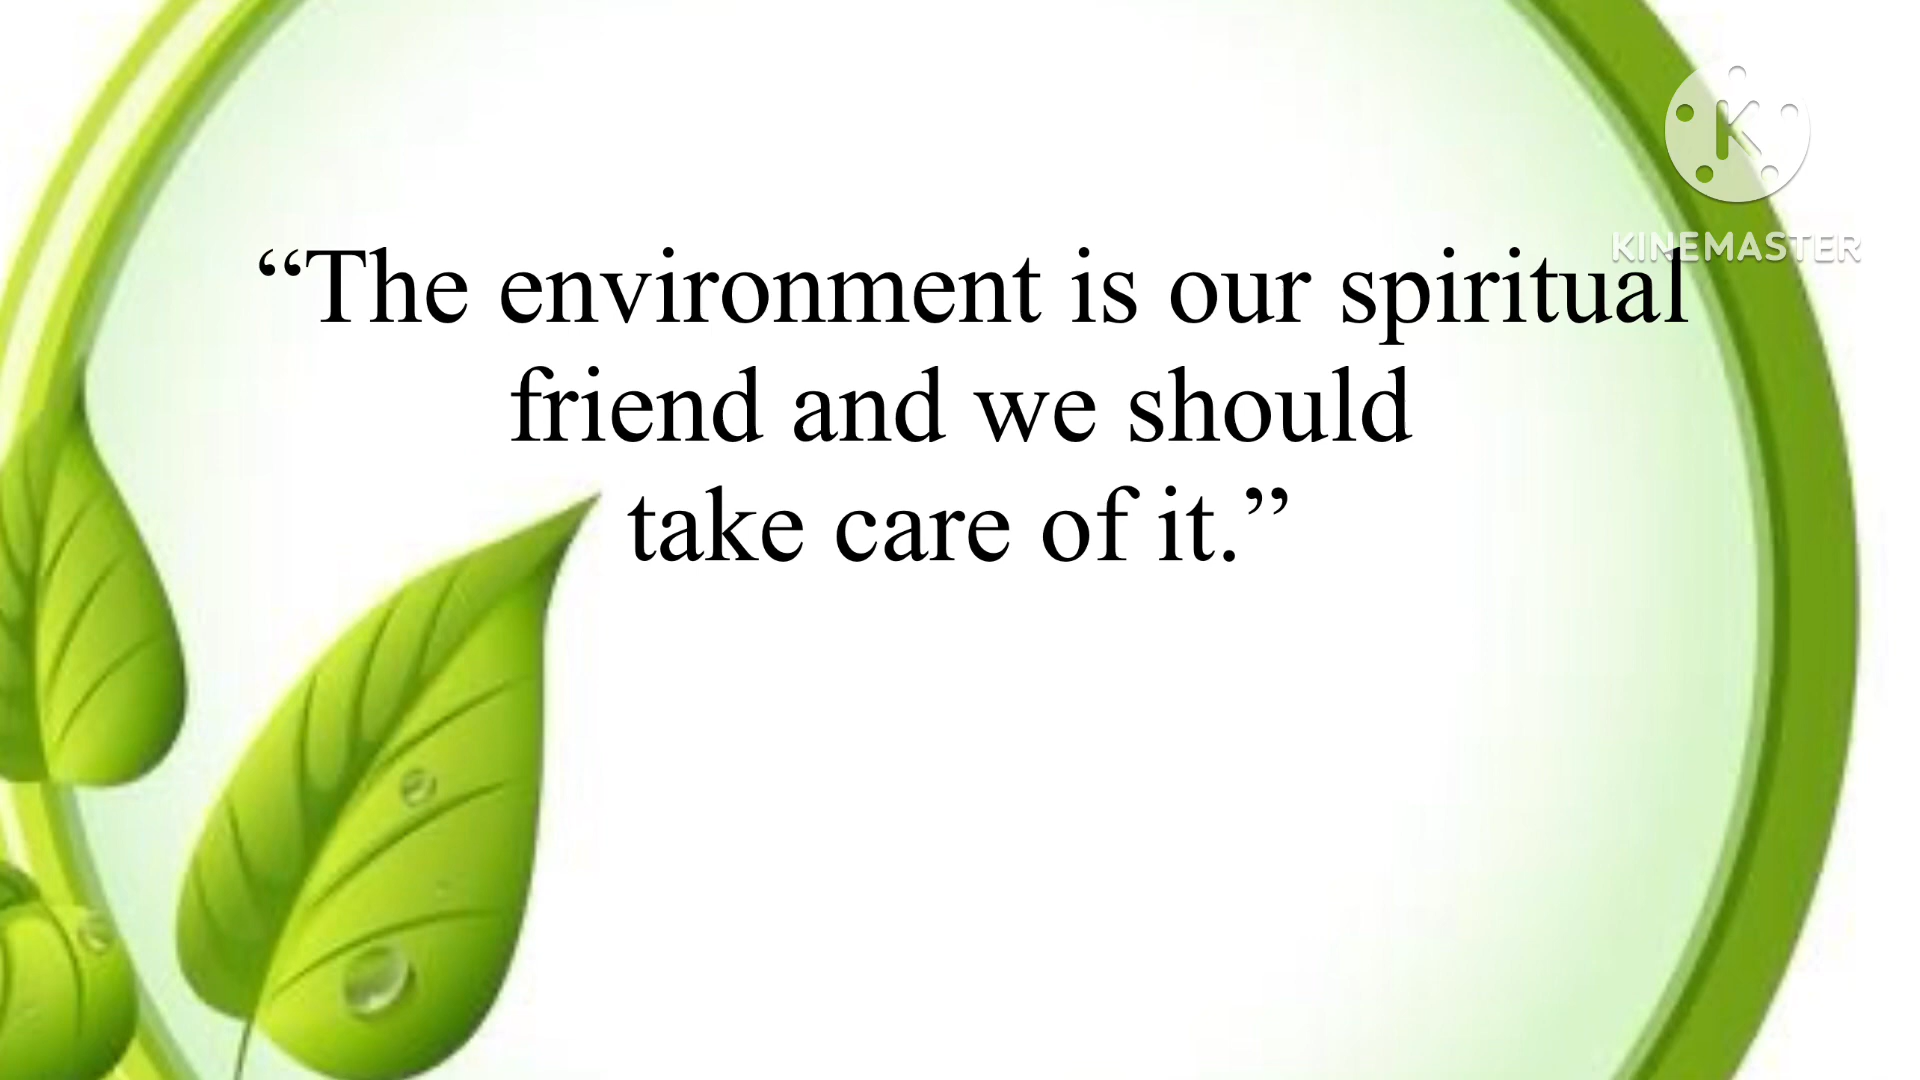 KINEMASTER
“The environment is our spiritual
friend and we should
take care of it.”